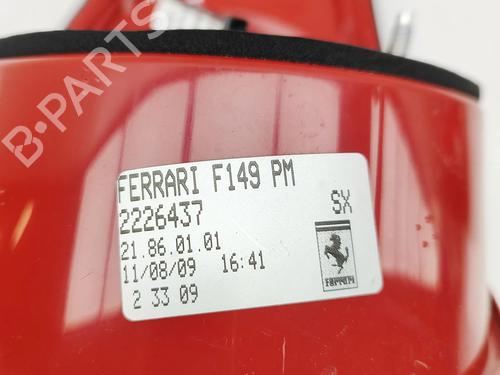 FERRARI F149 PM
2226437 SX
21.86.01.01
11/08/09 16:41
2 33 09
Ferrari
B-PARTS